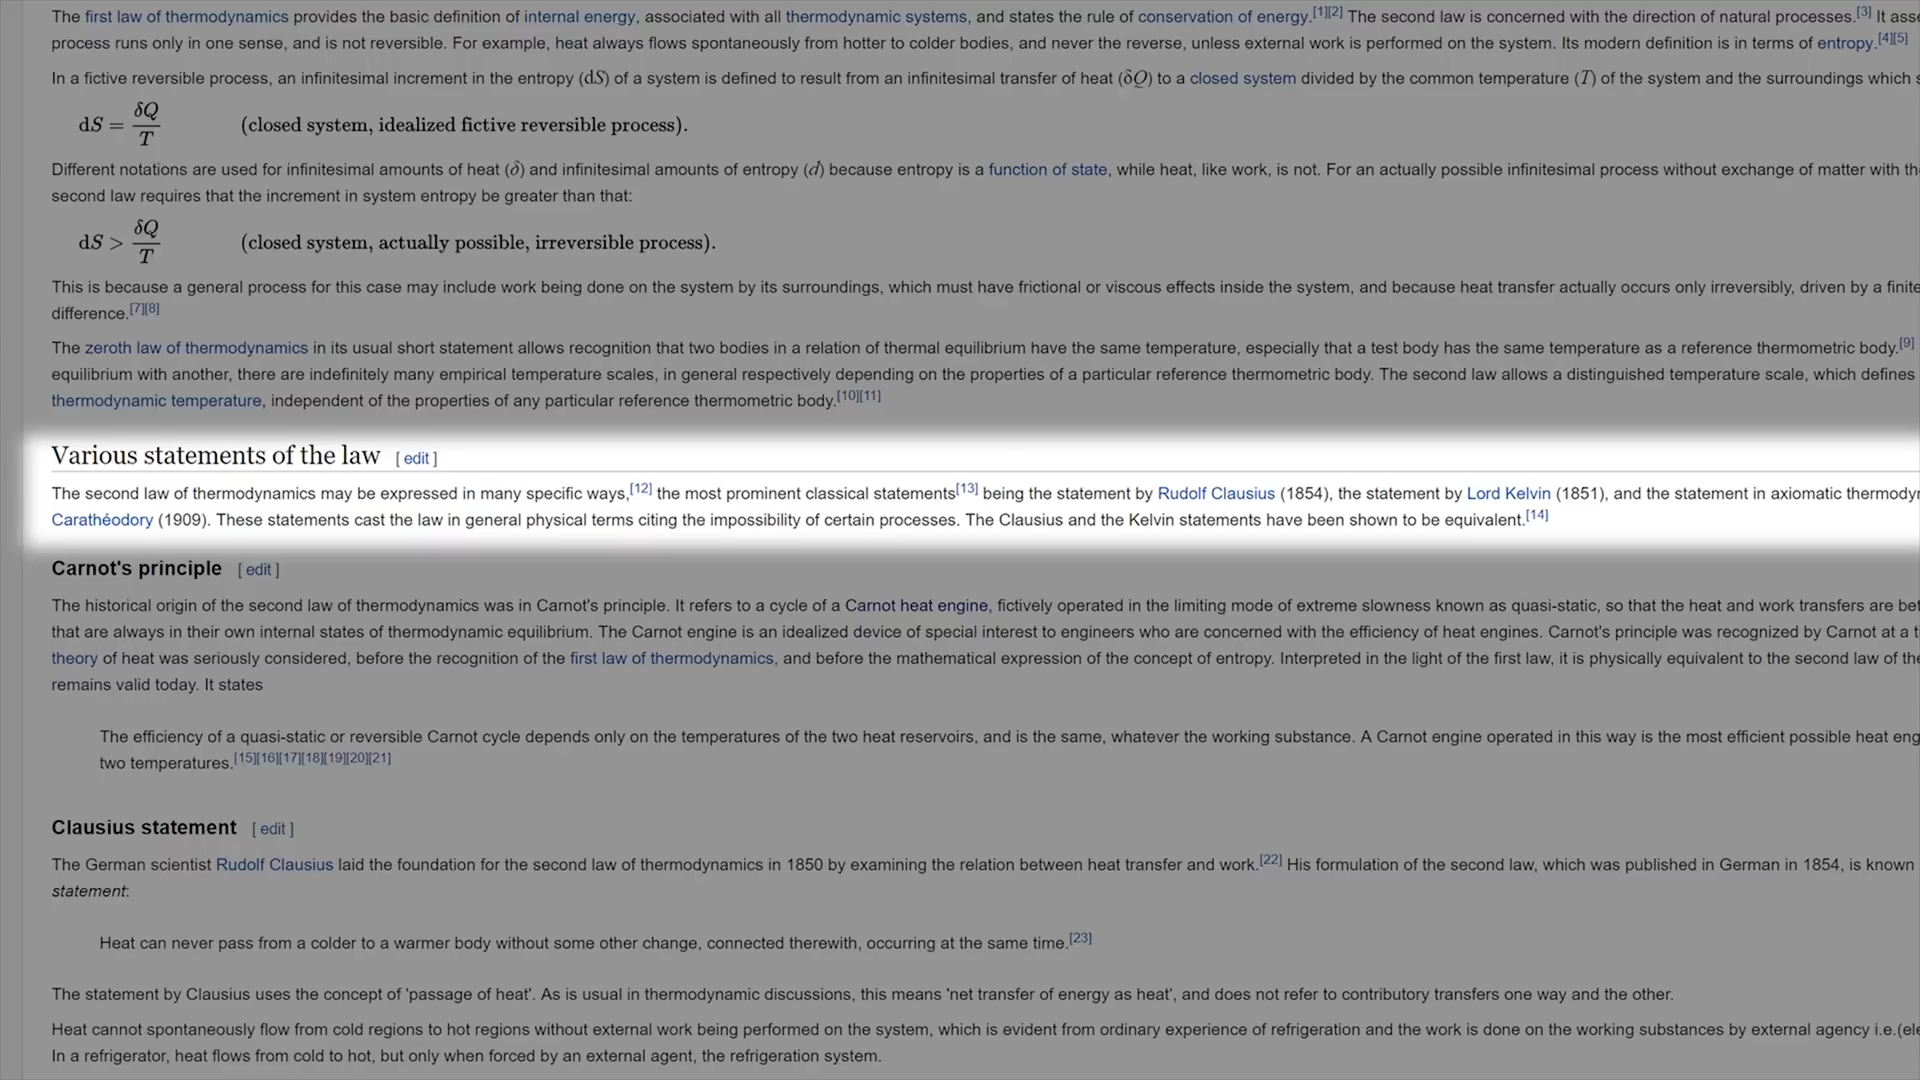 The first law of thermodynamics provides the basic definition of internal energy, associated with all thermodynamic systems, and states the rule of conservation of energy.[1][2] The second law is concerned with the direction of natural processes.[3] It
process runs only in one sense, and is not reversible. For example, heat always flows spontaneously from hotter to colder bodies, and never the reverse, unless external work is performed on the system. Its modern definition is in terms of entropy.[4][5]
In a fictive reversible process, an infinitesimal increment in the entropy (dS) of a system is defined to result from an infinitesimal transfer of heat (δQ) to a closed system divided by the common temperature (T) of the system and the surroundings which
dS = δQ/T (closed system, idealized fictive reversible process).
Different notations are used for infinitesimal amounts of heat (δ) and infinitesimal amounts of entropy (d) because entropy is a function of state, while heat, like work, is not. For an actually possible infinitesimal process without exchange of matter with
second law requires that the increment in system entropy be greater than that:
dS > δQ/T (closed system, actually possible, irreversible process).
This is because a general process for this case may include work being done on the system by its surroundings, which must have frictional or viscous effects inside the system, and because heat transfer actually occurs only irreversibly, driven by a finite
difference.[7][8]
The zeroth law of thermodynamics in its usual short statement allows recognition that two bodies in a relation of thermal equilibrium have the same temperature, especially that a test body has the same temperature as a reference thermometric body.[9]
equilibrium with another, there are indefinitely many empirical temperature scales, in general respectively depending on the properties of a particular reference thermometric body. The second law allows a distinguished temperature scale, which defines
thermodynamic temperature, independent of the properties of any particular reference thermometric body.[10][11]
Various statements of the law [ edit ]
The second law of thermodynamics may be expressed in many specific ways,[12] the most prominent classical statements[13] being the statement by Rudolf Clausius (1854), the statement by Lord Kelvin (1851), and the statement in axiomatic
Carathéodory (1909). These statements cast the law in general physical terms citing the impossibility of certain processes. The Clausius and the Kelvin statements have been shown to be equivalent.[14]
Carnot's principle [ edit ]
The historical origin of the second law of thermodynamics was in Carnot's principle. It refers to a cycle of a Carnot heat engine, fictively operated in the limiting mode of extreme slowness known as quasi-static, so that the heat and work transfers are
that are always in their own internal states of thermodynamic equilibrium. The Carnot engine is an idealized device of special interest to engineers who are concerned with the efficiency of heat engines. Carnot's principle was recognized by Carnot at a
theory of heat was seriously considered, before the recognition of the first law of thermodynamics, and before the mathematical expression of the concept of entropy. Interpreted in the light of the first law, it is physically equivalent to the second law of
remains valid today. It states
The efficiency of a quasi-static or reversible Carnot cycle depends only on the temperatures of the two heat reservoirs, and is the same, whatever the working substance. A Carnot engine operated in this way is the most efficient possible heat
two temperatures.[15][16][17][18][19][20][21]
Clausius statement [ edit ]
The German scientist Rudolf Clausius laid the foundation for the second law of thermodynamics in 1850 by examining the relation between heat transfer and work.[22] His formulation of the second law, which was published in German in 1854, is known
statement:
Heat can never pass from a colder to a warmer body without some other change, connected therewith, occurring at the same time.[23]
The statement by Clausius uses the concept of 'passage of heat'. As is usual in thermodynamic discussions, this means 'net transfer of energy as heat', and does not refer to contributory transfers one way and the other.
Heat cannot spontaneously flow from cold regions to hot regions without external work being performed on the system, which is evident from ordinary experience of refrigeration and the work is done on the working substances by external agency i.e.
In a refrigerator, heat flows from cold to hot, but only when forced by an external agent, the refrigeration system.